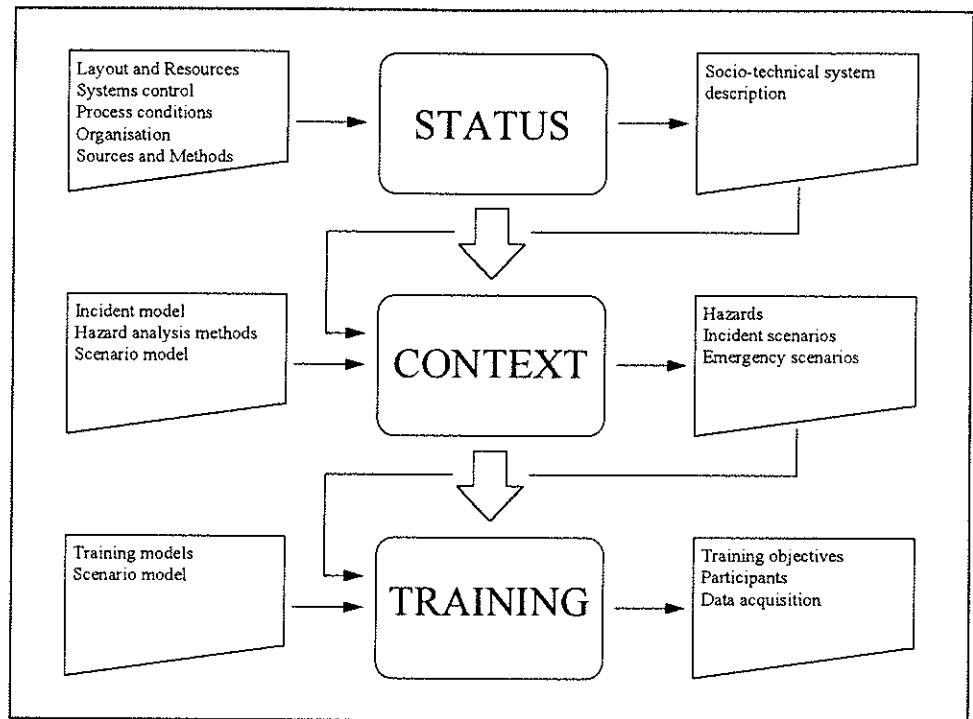 Layout and Resources
Systems control
Process conditions
Organisation
Sources and Methods
STATUS
Socio-technical system
description
Incident model
Hazard analysis methods
Scenario model
CONTEXT
Hazards
Incident scenarios
Emergency scenarios
Training models
Scenario model
TRAINING
Training objectives
Participants
Data acquisition